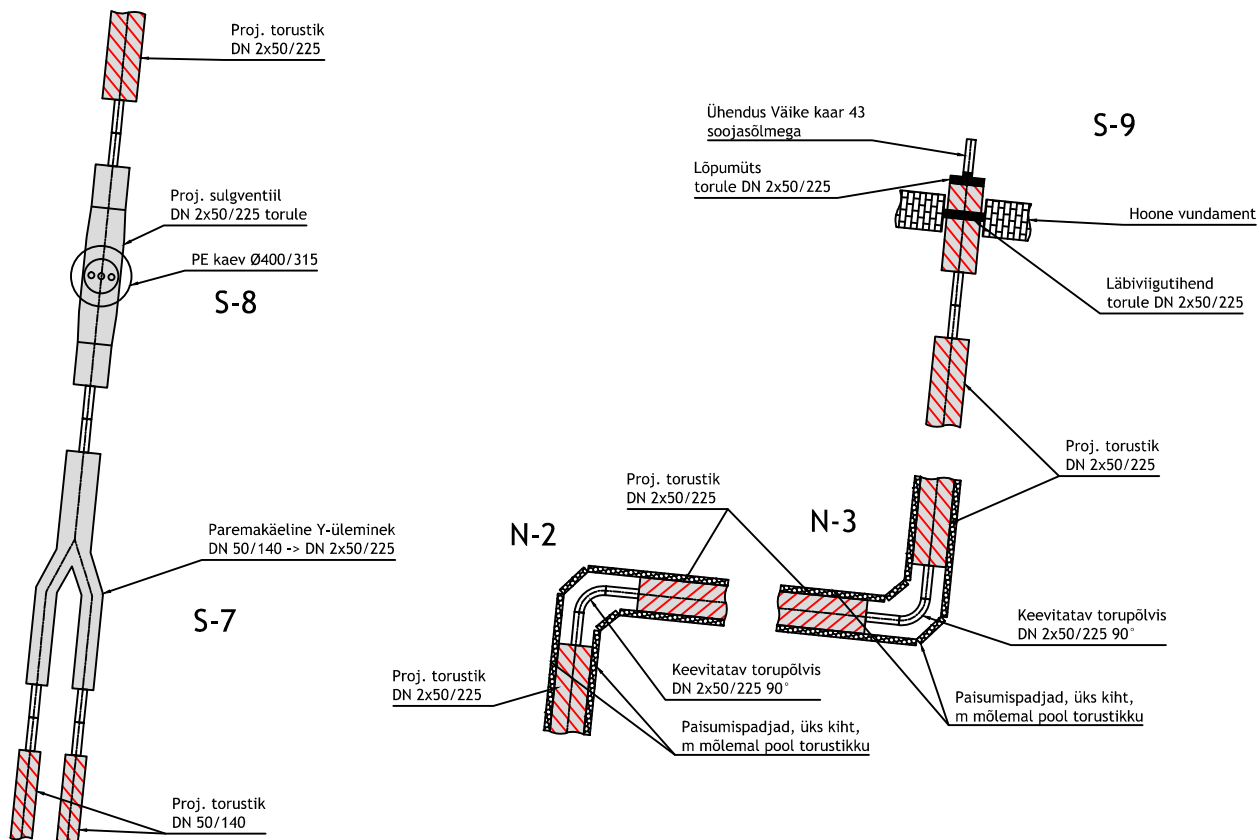 Proj. torustik
DN 2x50/225
Proj. sulgventiil
DN 2x50/225 torule
PE kaev Ø400/315
S-8
Paremakäeline Y-üleminek
DN 50/140 -> DN 2x50/225
S-7
Proj. torustik
DN 50/140
Ühendus Väike kaar 43
soojasõlmega
S-9
Lõpumüts
torule DN 2x50/225
Hoone vundament
Läbiviigutihend
torule DN 2x50/225
Proj. torustik
DN 2x50/225
Proj. torustik
DN 2x50/225
N-2
N-3
Keevitatav torupõlvis
DN 2x50/225 90°
Proj. torustik
DN 2x50/225
Keevitatav torupõlvis
DN 2x50/225 90°
Paisumispadjad, üks kiht,
m mõlemal pool torustikku
Paisumispadjad, üks kiht,
m mõlemal pool torustikku